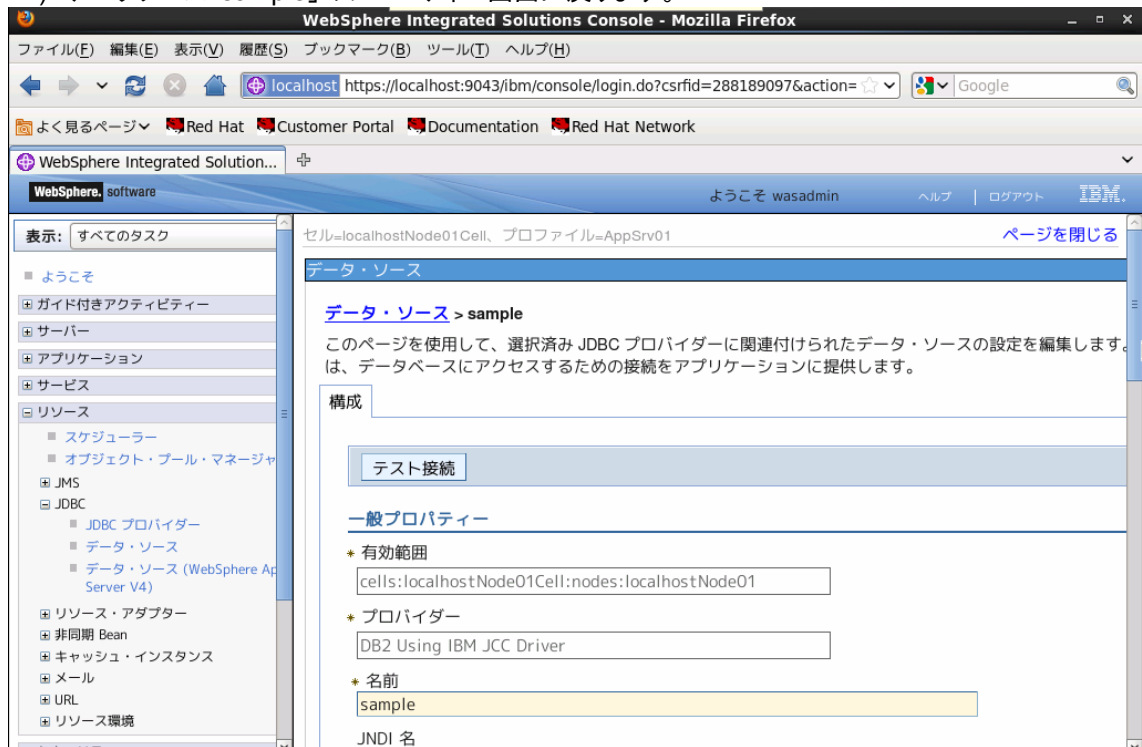 WebSphere Integrated Solutions Console - Mozilla Firefox
ファイル(F) 編集(E) 表示(V) 履歴(S) ブックマーク(B) ツール(T) ヘルプ(H)
localhost https://localhost:9043/ibm/console/login.do?csrfid=288189097&action=
Google
よく見るページ Red Hat Customer Portal Documentation Red Hat Network
WebSphere Integrated Solution...
WebSphere. software
ようこそ wasadmin
ヘルプ | ログアウト
IBM.
表示: すべてのタスク
ようこそ
ガイド付きアクティビティー
サーバー
アプリケーション
サービス
リソース
スケジューラー
オブジェクト・プール・マネージャ
JMS
JDBC
JDBC プロバイダー
データ・ソース
データ・ソース (WebSphere Ap
Server V4)
リソース・アダプター
非同期 Bean
キャッシュ・インスタンス
メール
URL
リソース環境
セル=localhostNode01Cell、プロファイル=AppSrv01
ページを閉じる
データ・ソース
データ・ソース > sample
このページを使用して、選択済み JDBC プロバイダーに関連付けられたデータ・ソースの設定を編集します。
は、データベースにアクセスするための接続をアプリケーションに提供します。
構成
テスト接続
一般プロパティー
* 有効範囲
cells:localhostNode01Cell:nodes:localhostNode01
* プロバイダー
DB2 Using IBM JCC Driver
* 名前
sample
JNDI 名